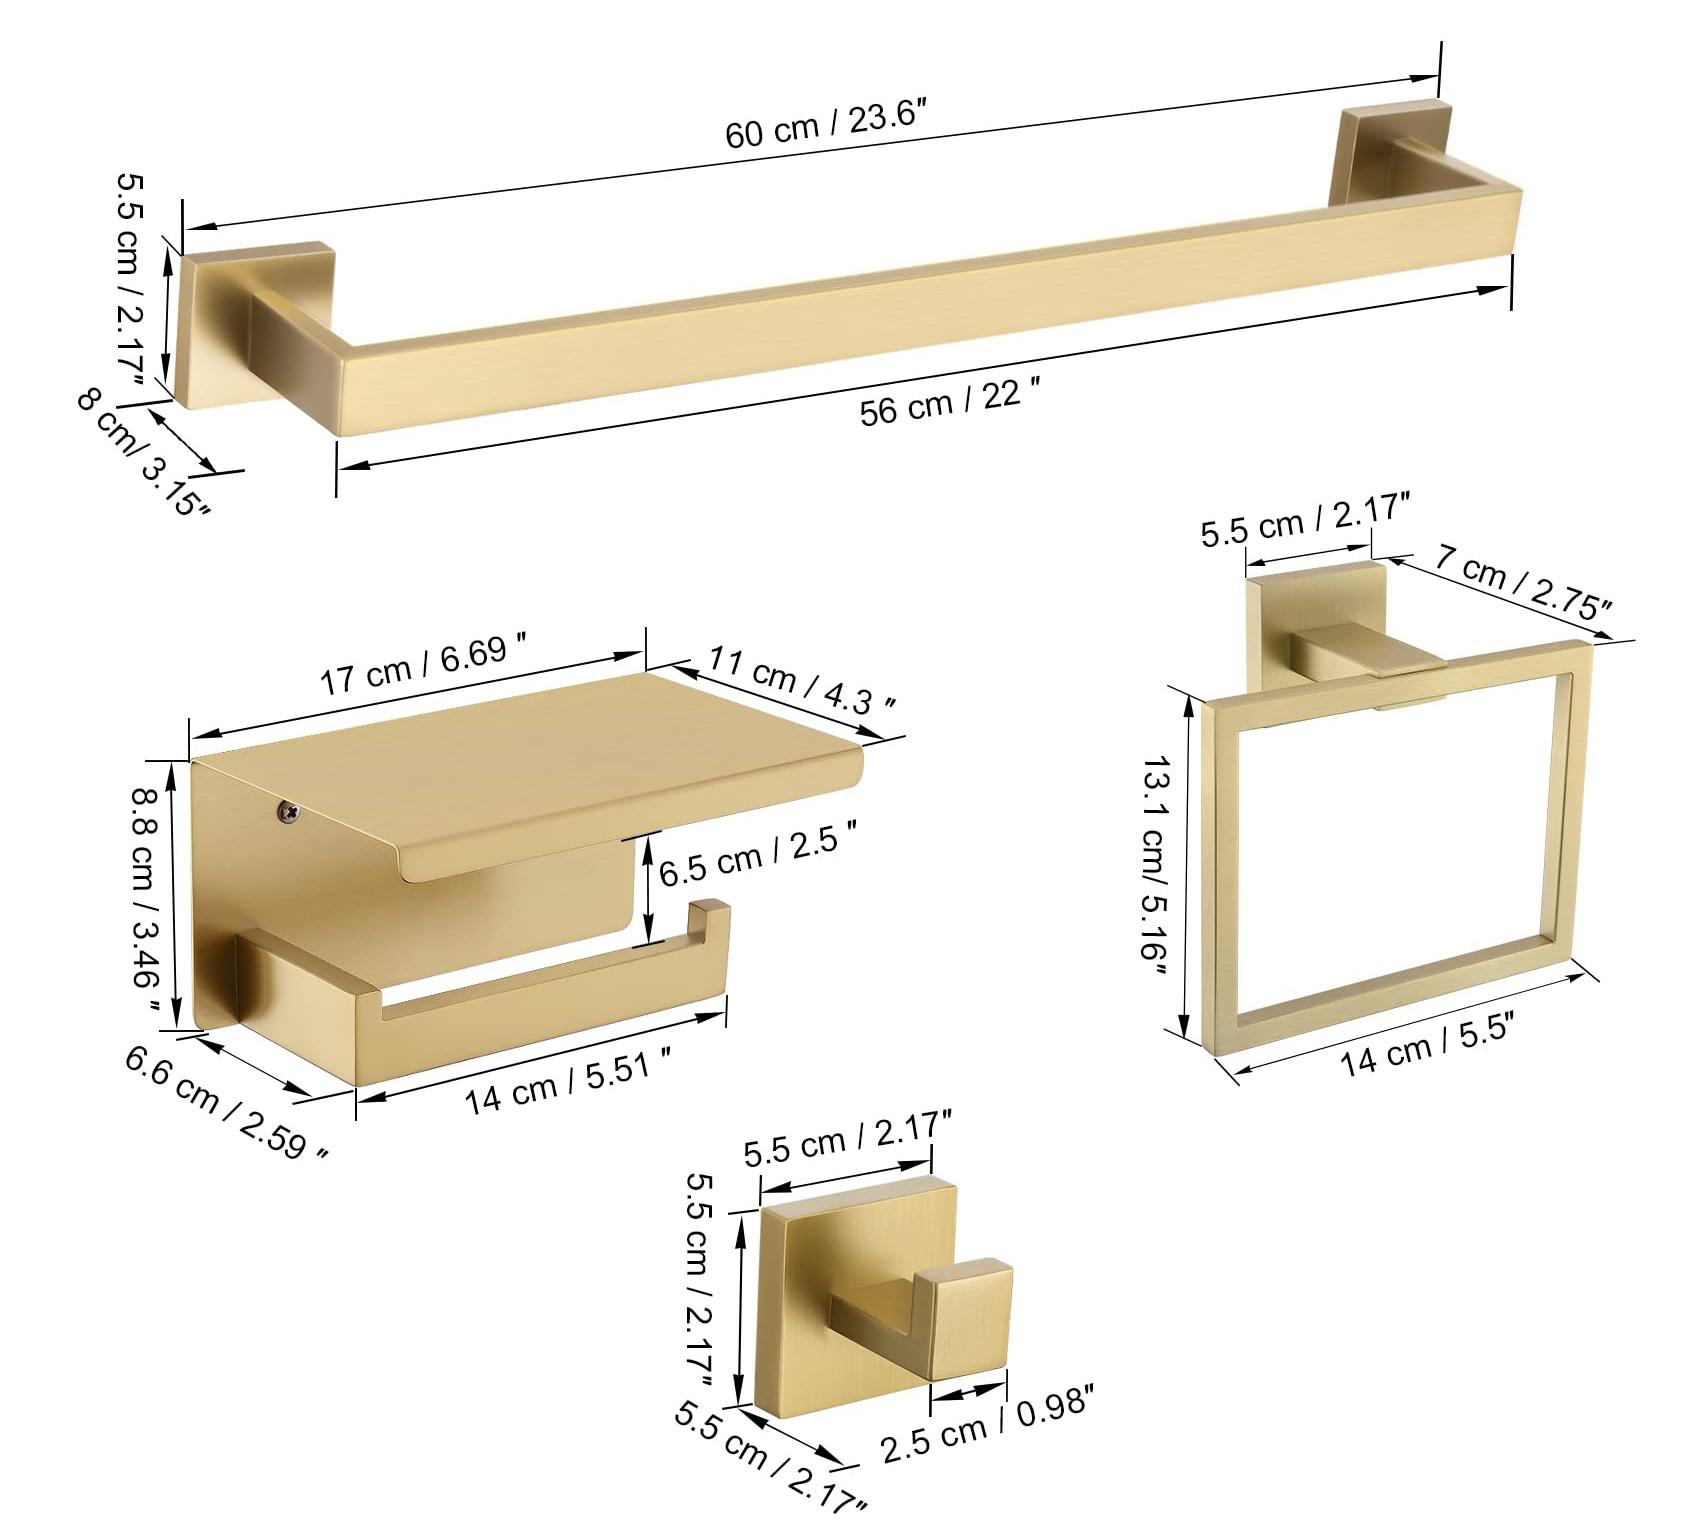 60 cm / 23.6"
5.5 cm / 2.17"
8 cm/ 3.15"
56 cm / 22 "
5.5 cm / 2.17"
7 cm / 2.75"
13.1 cm/ 5.16"
14 cm / 5.5"
17 cm / 6.69 "
11 cm / 4.3 "
8.8 cm / 3.46 "
6.5 cm / 2.5 "
6.6 cm / 2.59 "
14 cm / 5.51 "
5.5 cm / 2.17"
5.5 cm / 2.17"
5.5 cm / 2.17"
2.5 cm / 0.98"